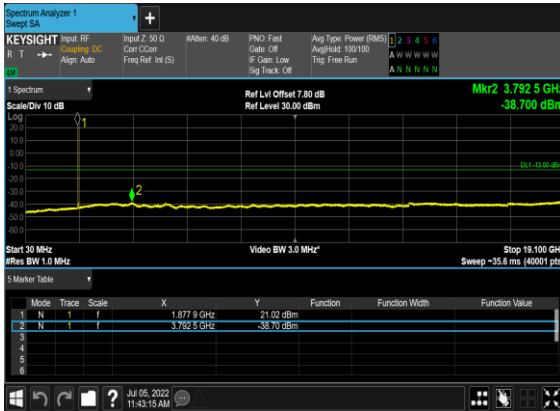 Spectrum Analyzer 1
Swept SA
+
KEYSIGHT Input: RF Input Z: 50 Ω #Atten: 40 dB PNO: Fast Avg Type: Power (RMS) 1 2 3 4 5 6
R T Coupling: DC Corr CCorr Gate: Off Avg|Hold: 100/100 A W W W W W
Align: Auto Freq Ref: Int (S) IF Gain: Low Trig: Free Run
Sig Track: Off A N N N N N
1 Spectrum
Ref Lvl Offset 7.80 dB Mkr2 3.792 5 GHz
Scale/Div 10 dB Ref Level 30.00 dBm -38.700 dBm
Log
20.0
10.0
0.00
-10.0
-20.0
-30.0
-40.0
-50.0
-60.0
1
DL1 -13.00 dBm
2
Start 30 MHz Video BW 3.0 MHz* Stop 19.100 GHz
#Res BW 1.0 MHz Sweep ~35.6 ms (40001 pts)
5 Marker Table
Mode Trace Scale X Y Function Function Width Function Value
1 N 1 f 1.877 9 GHz 21.02 dBm
2 N 1 f 3.792 5 GHz -38.70 dBm
3
4
5
6
? Jul 05, 2022
11:43:15 AM